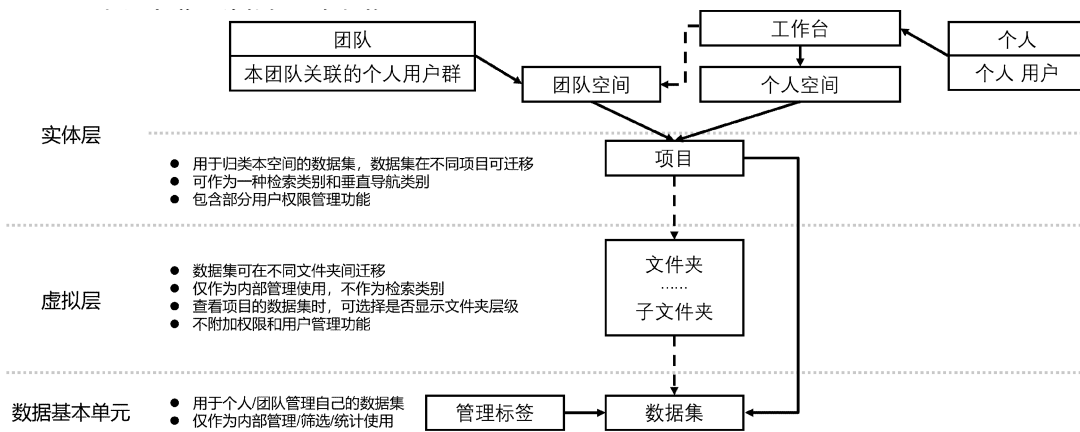 团队
本团队关联的个人用户群
工作台
个人
个人 用户
团队空间
个人空间
实体层
● 用于归类本空间的数据集，数据集在不同项目可迁移
● 可作为一种检索类别和垂直导航类别
● 包含部分用户权限管理功能
项目
虚拟层
● 数据集可在不同文件夹间迁移
● 仅作为内部管理使用，不作为检索类别
● 查看项目的数据集时，可选择是否显示文件夹层级
● 不附加权限和用户管理功能
文件夹
……
子文件夹
数据基本单元
● 用于个人/团队管理自己的数据集
● 仅作为内部管理/筛选/统计使用
管理标签
数据集